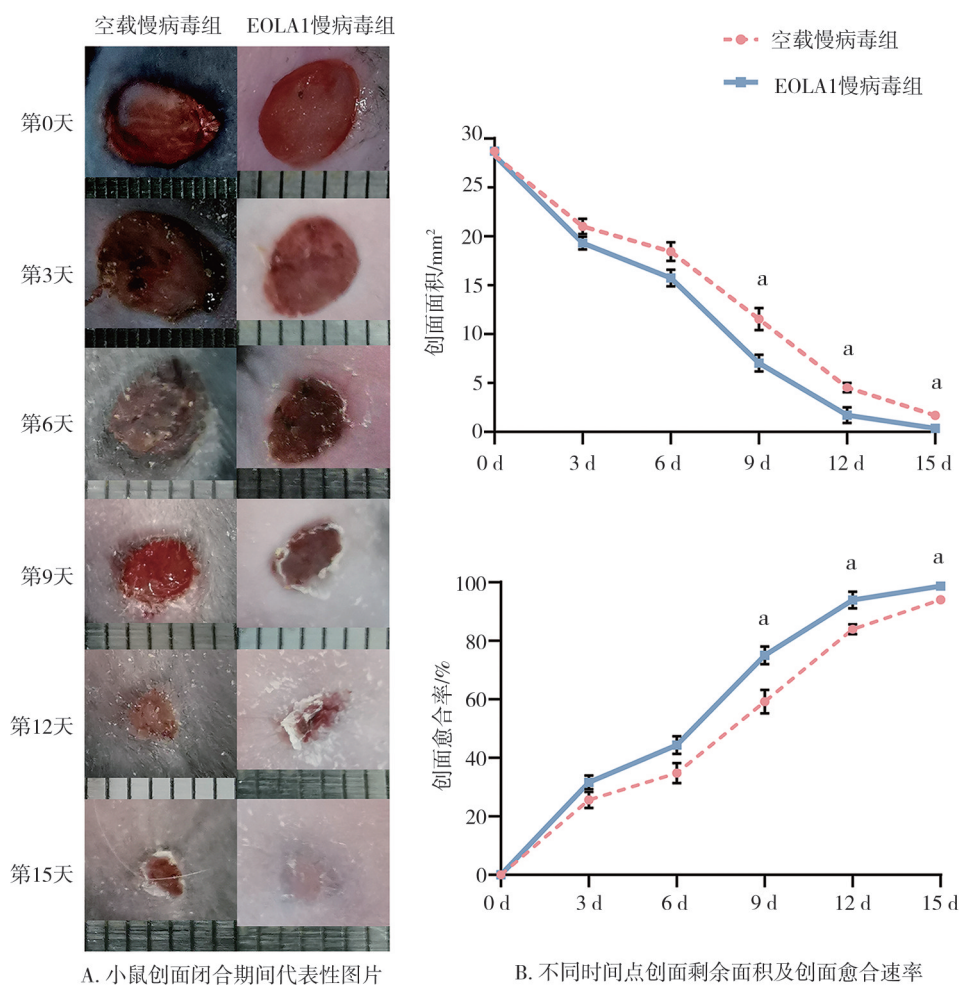 空载慢病毒组 EOLA1慢病毒组
第0天
第3天
第6天
第9天
第12天
第15天
A. 小鼠创面闭合期间代表性图片
空载慢病毒组
EOLA1慢病毒组
创面面积/mm²
30
25
20
15
10
5
0
a a a
0 d 3 d 6 d 9 d 12 d 15 d
创面愈合率/%
100
80
60
40
20
0
a a a
0 d 3 d 6 d 9 d 12 d 15 d
B. 不同时间点创面剩余面积及创面愈合速率